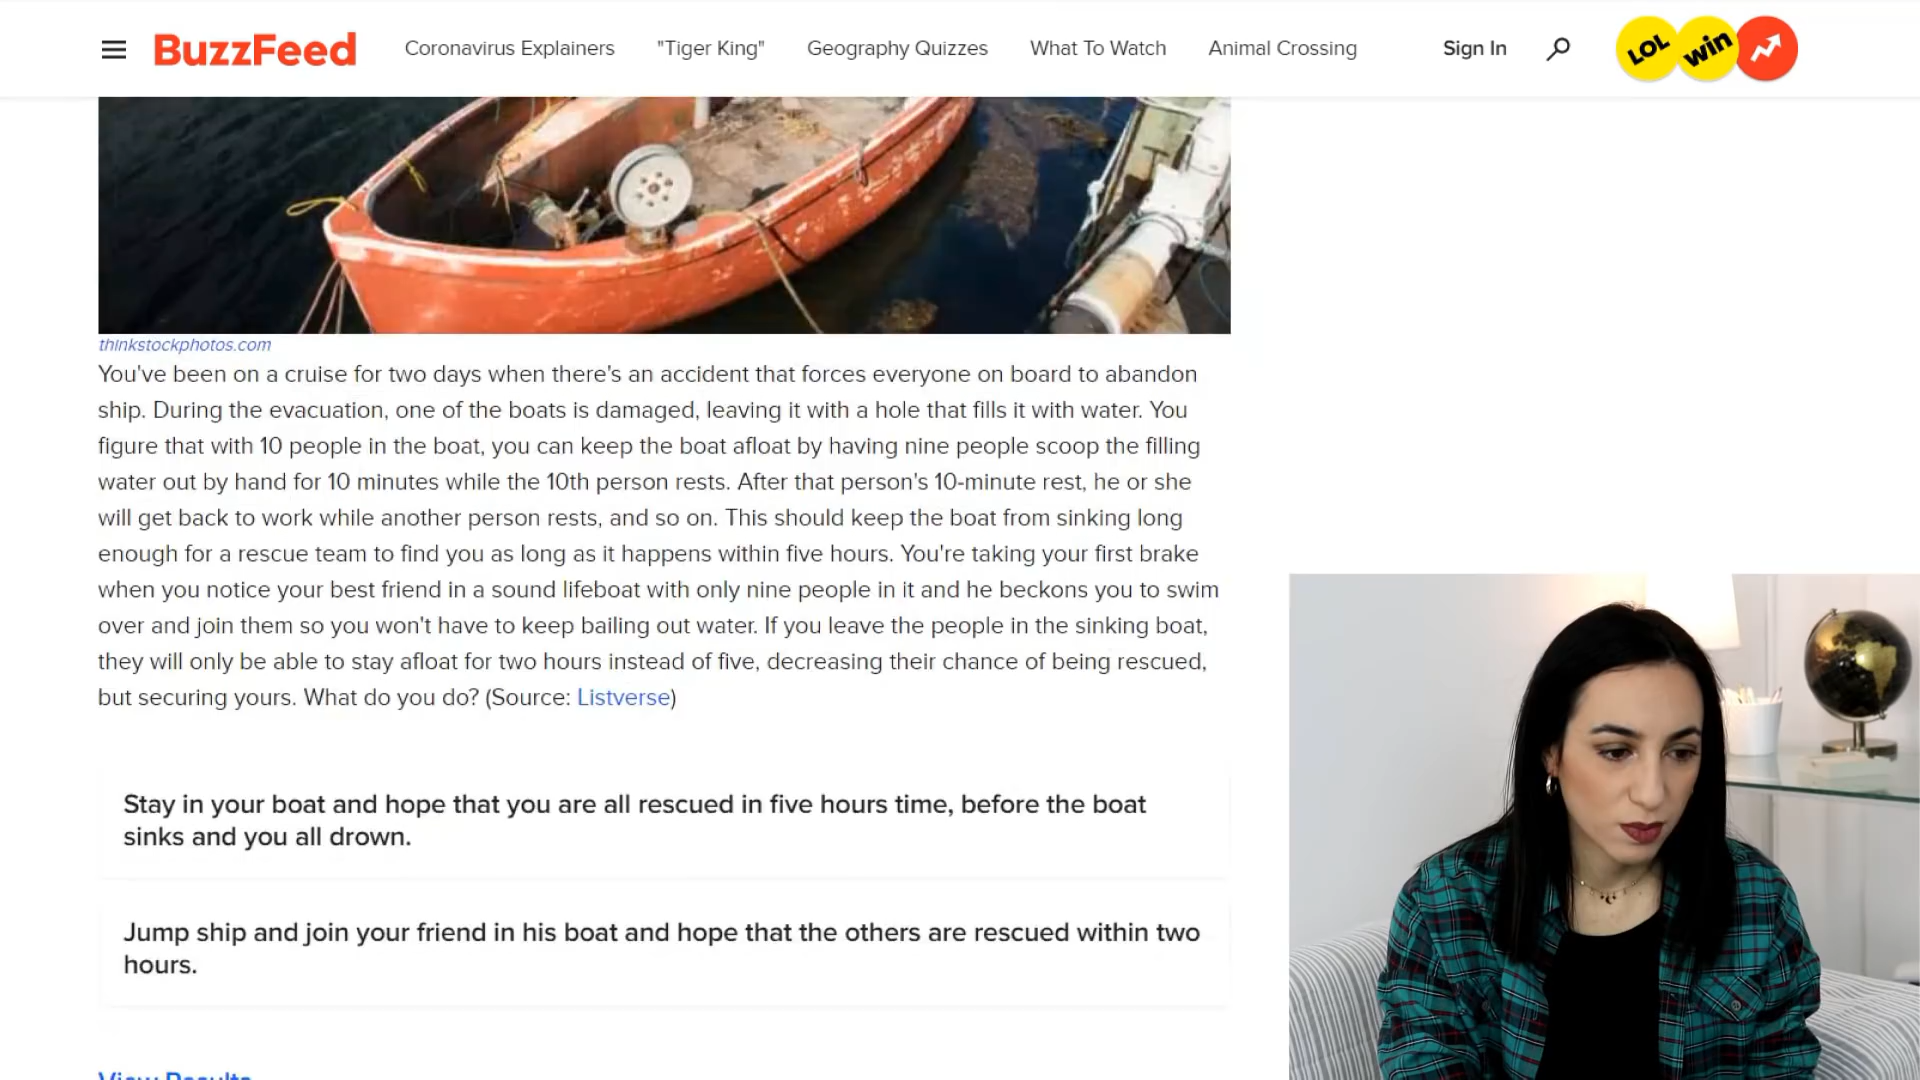 BuzzFeed
Coronavirus Explainers
"Tiger King"
Geography Quizzes
What To Watch
Animal Crossing
Sign In
LOL
win
thinkstockphotos.com
You've been on a cruise for two days when there's an accident that forces everyone on board to abandon
ship. During the evacuation, one of the boats is damaged, leaving it with a hole that fills it with water. You
figure that with 10 people in the boat, you can keep the boat afloat by having nine people scoop the filling
water out by hand for 10 minutes while the 10th person rests. After that person's 10-minute rest, he or she
will get back to work while another person rests, and so on. This should keep the boat from sinking long
enough for a rescue team to find you as long as it happens within five hours. You're taking your first brake
when you notice your best friend in a sound lifeboat with only nine people in it and he beckons you to swim
over and join them so you won't have to keep bailing out water. If you leave the people in the sinking boat,
they will only be able to stay afloat for two hours instead of five, decreasing their chance of being rescued,
but securing yours. What do you do? (Source: Listverse)
Stay in your boat and hope that you are all rescued in five hours time, before the boat
sinks and you all drown.
Jump ship and join your friend in his boat and hope that the others are rescued within two
hours.
View Results